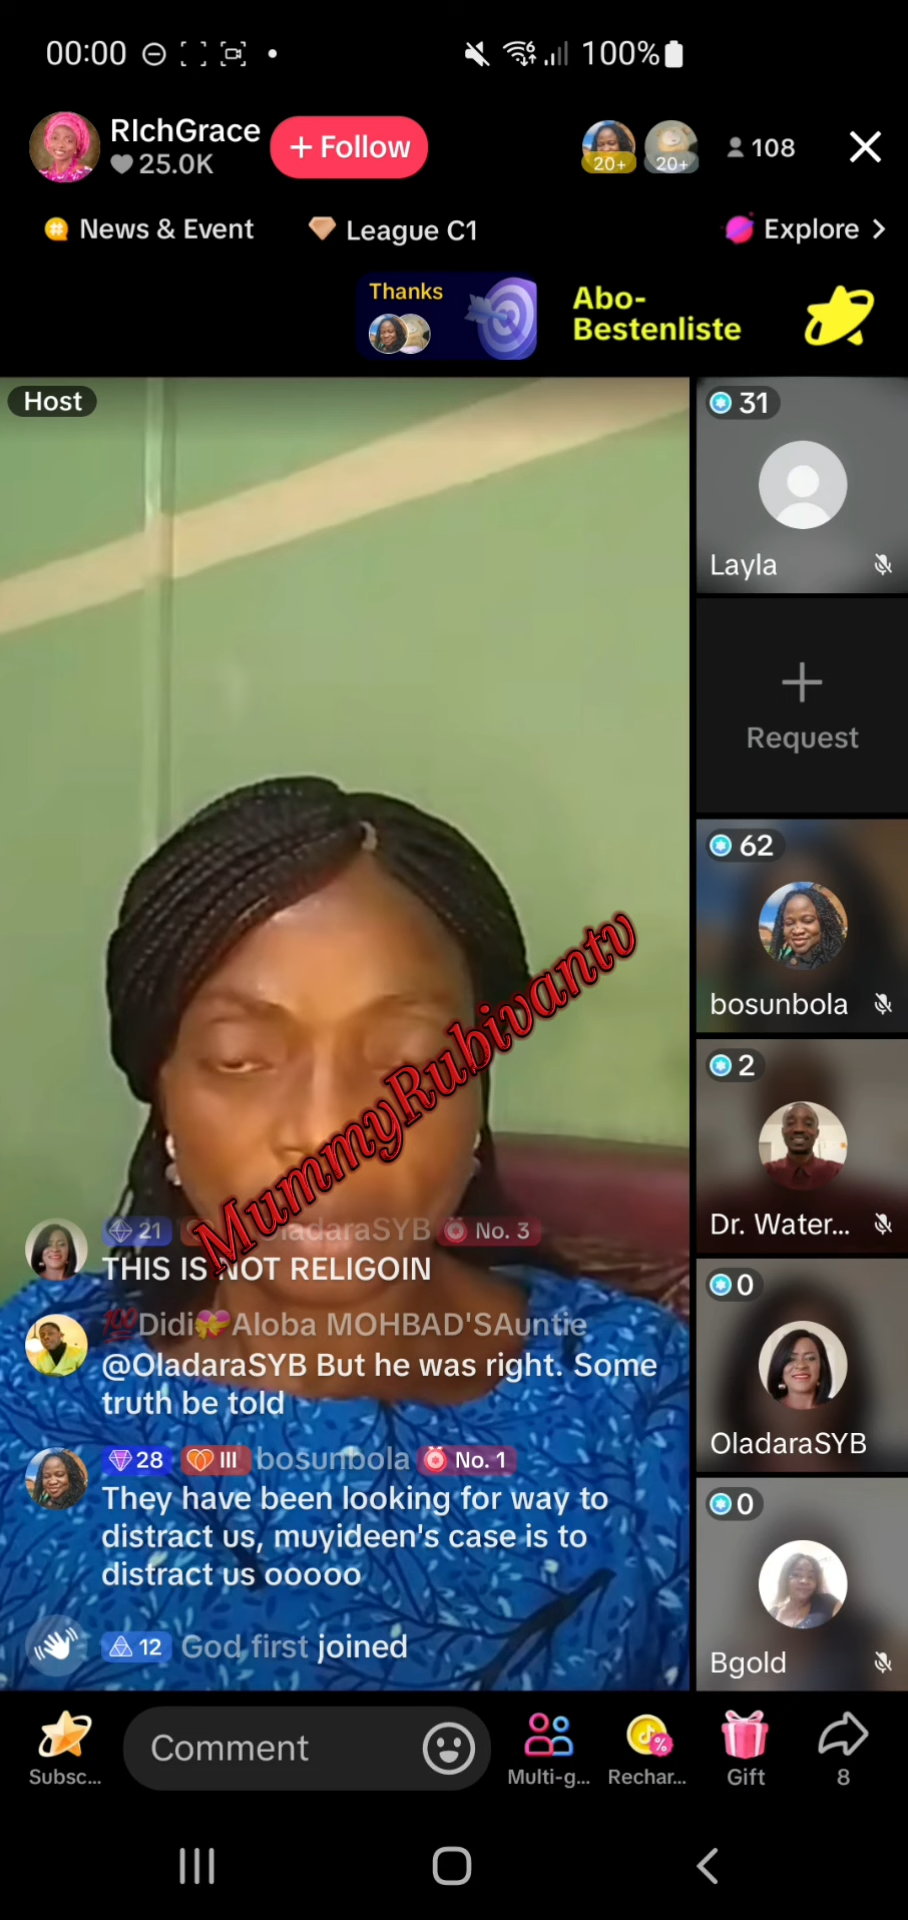 00:00
100%
RIchGrace
25.0K
+ Follow
20+
20+
108
News & Event
League C1
Explore >
Thanks
Abo-
Bestenliste
Host
31
Layla
Request
62
bosunbola
2
Dr. Water...
0
OladaraSYB
0
Bgold
MummyRubivantv
21 ladaraSYB No. 3
THIS IS NOT RELIGOIN
💯Didi💝Aloba MOHBAD'SAuntie
@OladaraSYB But he was right. Some
truth be told
28 III bosunbola No. 1
They have been looking for way to
distract us, muyideen's case is to
distract us ooooo
12 God first joined
Comment
Subsc...
Multi-g...
Rechar...
Gift
8